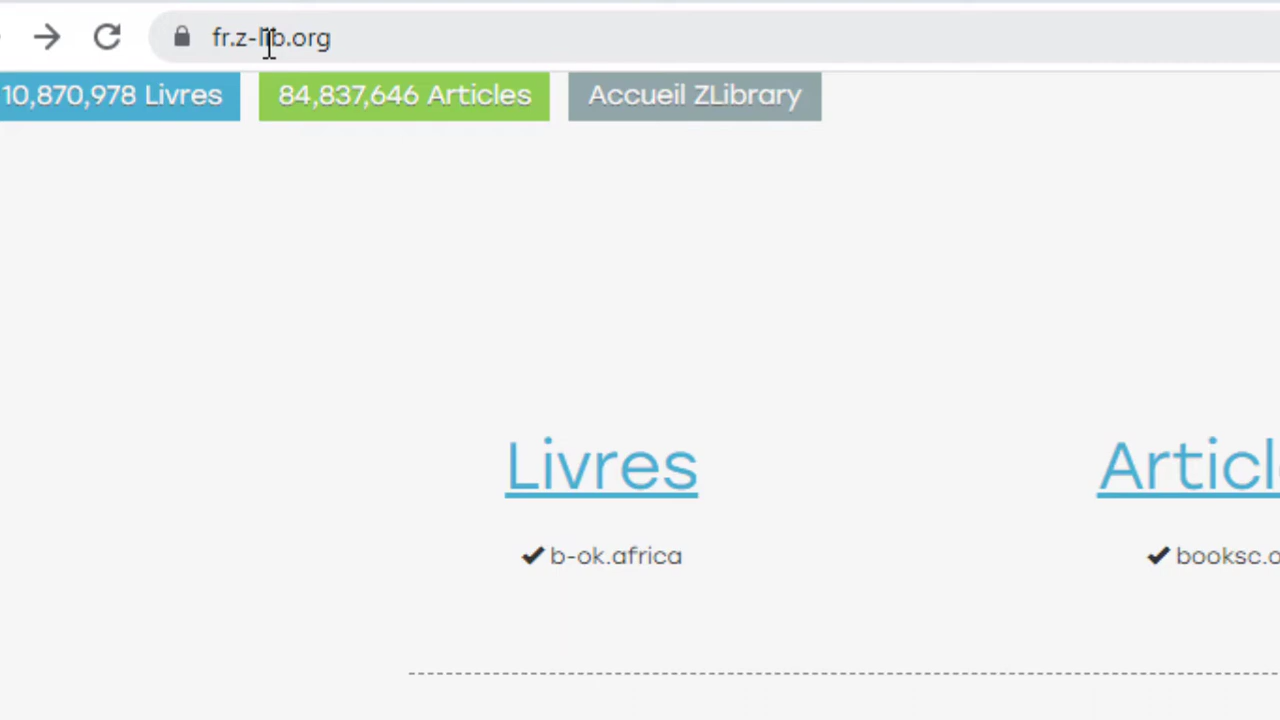 fr.z-lib.org
10,870,978 Livres 84,837,646 Articles Accueil ZLibrary
Livres
b-ok.africa